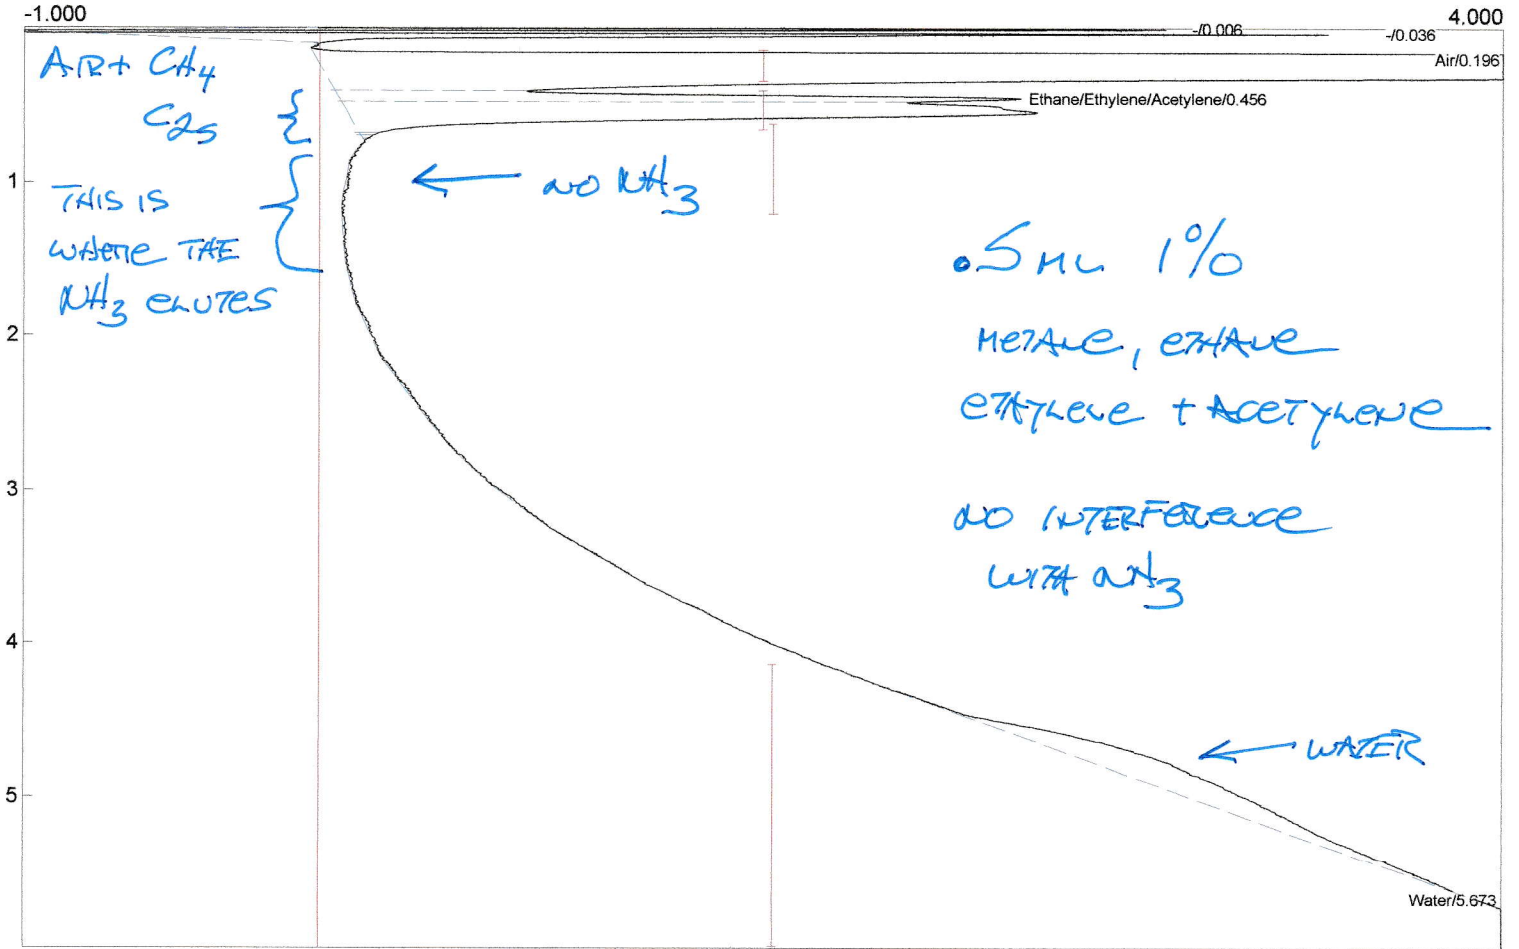 -1.000
4.000
-/0.006
-/0.036
Air/0.196
AIR+ CH4
Ethane/Ethylene/Acetylene/0.456
C2s
1
NO NH3
THIS IS
WHERE THE
NH3 ELUTES
.5 ML 1%
2
METANE, ETHANE
ETHYLENE + ACETYLENE
3
NO INTERFERENCE
WITH NH3
4
WATER
5
Water/5.673